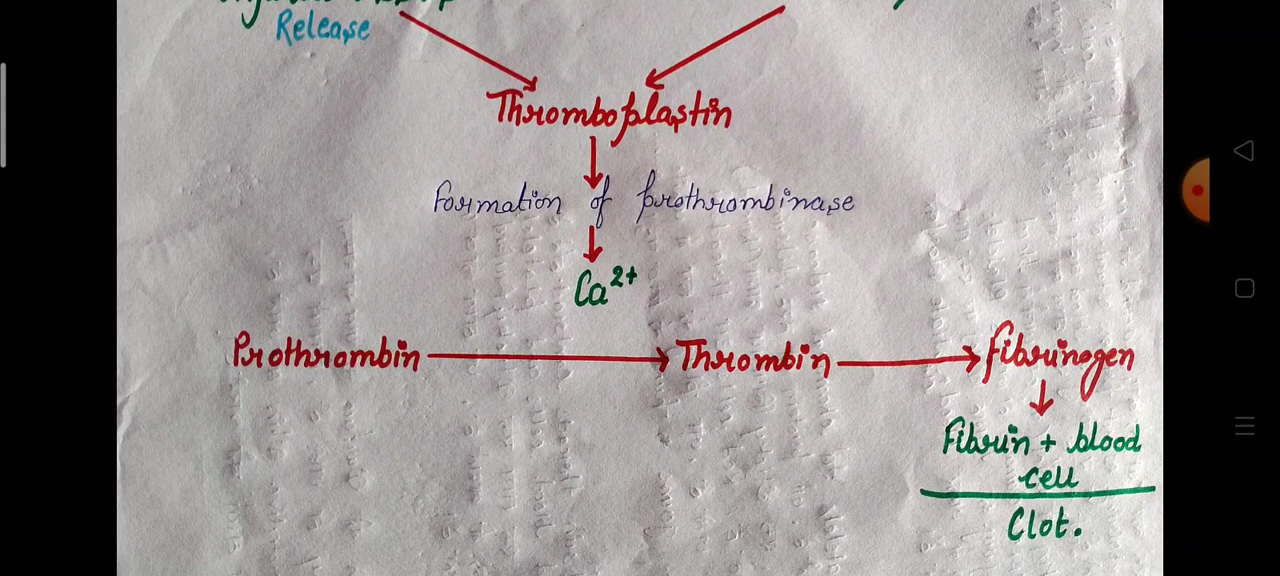 Release
Thromboplastin
Formation of prothrombinase
Ca²⁺
Prothrombin Thrombin fibrinogen
Fibrin + blood
cell
Clot.